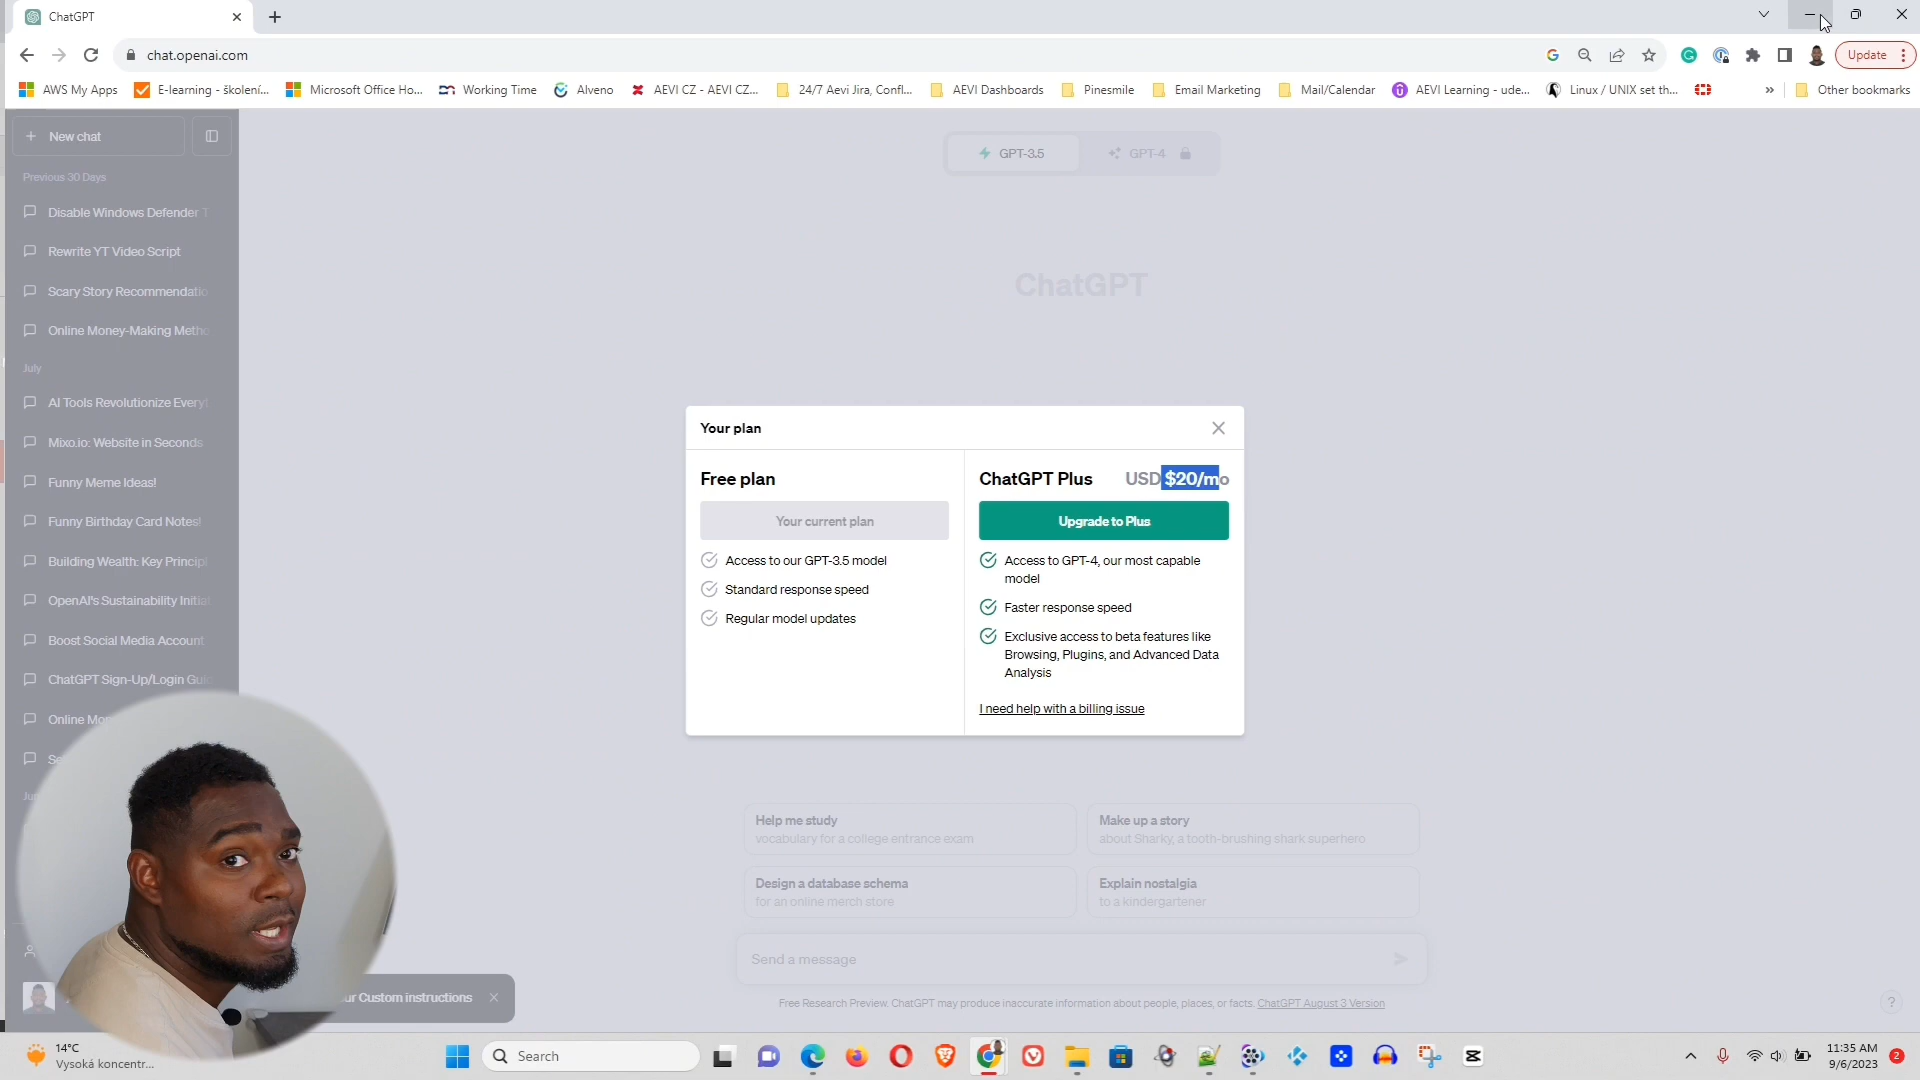 ChatGPT
chat.openai.com
Update
AWS My Apps
E-learning - školení...
Microsoft Office Ho...
Working Time
Alveno
AEVI CZ - AEVI CZ...
24/7 Aevi Jira, Confl...
AEVI Dashboards
Pinesmile
Email Marketing
Mail/Calendar
AEVI Learning - ude...
Linux / UNIX set th...
Other bookmarks
New chat
GPT-3.5
GPT-4
Previous 30 Days
Disable Windows Defender T
Rewrite YT Video Script
Scary Story Recommendatio
Online Money-Making Metho
July
AI Tools Revolutionize Everyt
Mixo.io: Website in Seconds
Funny Meme Ideas!
Funny Birthday Card Notes!
Building Wealth: Key Principl
OpenAI's Sustainability Initiat
Boost Social Media Account
ChatGPT Sign-Up/Login Guid
Online Mo
ChatGPT
Your plan
Free plan
Your current plan
Access to our GPT-3.5 model
Standard response speed
Regular model updates
ChatGPT Plus USD $20/mo
Upgrade to Plus
Access to GPT-4, our most capable
model
Faster response speed
Exclusive access to beta features like
Browsing, Plugins, and Advanced Data
Analysis
I need help with a billing issue
Help me study
vocabulary for a college entrance exam
Make up a story
about Sharky, a tooth-brushing shark superhero
Design a database schema
for an online merch store
Explain nostalgia
to a kindergartener
Send a message
Custom instructions
Free Research Preview. ChatGPT may produce inaccurate information about people, places, or facts. ChatGPT August 3 Version
?
14°C
Vysoká koncentr...
Search
11:35 AM
9/6/2023
2